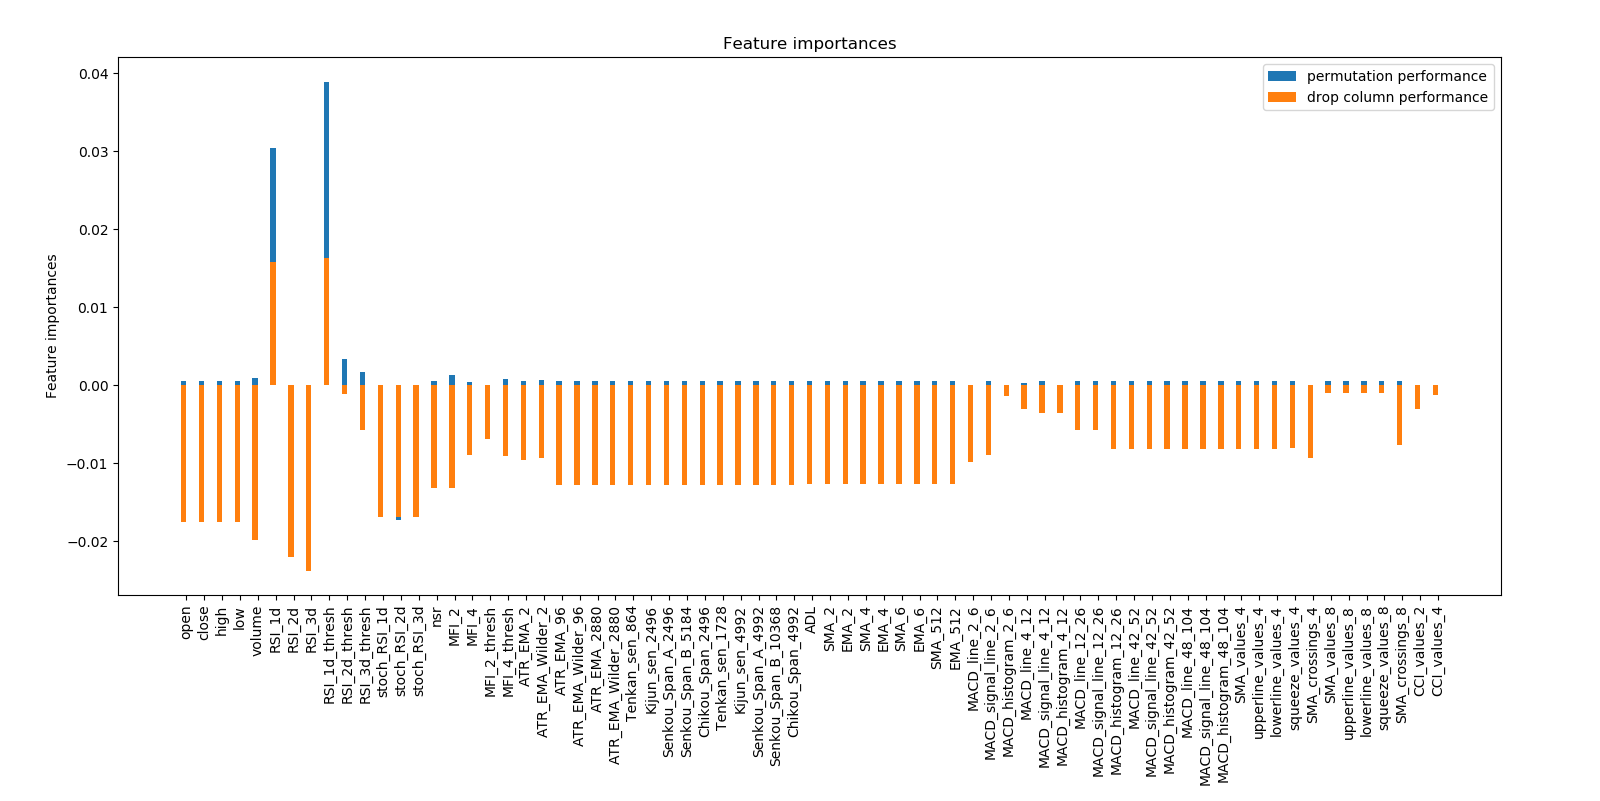 Feature importances
permutation performance
drop column performance
Feature importances
0.04
0.03
0.02
0.01
0.00
−0.01
−0.02
open
close
high
low
volume
RSI_1d
RSI_2d
RSI_3d
RSI_1d_thresh
RSI_2d_thresh
RSI_3d_thresh
stoch_RSI_1d
stoch_RSI_2d
stoch_RSI_3d
nsr
MFI_2
MFI_4
MFI_2_thresh
MFI_4_thresh
ATR_EMA_2
ATR_EMA_Wilder_2
ATR_EMA_96
ATR_EMA_Wilder_96
ATR_EMA_2880
ATR_EMA_Wilder_2880
Tenkan_sen_864
Kijun_sen_2496
Senkou_Span_A_2496
Senkou_Span_B_5184
Chikou_Span_2496
Tenkan_sen_1728
Kijun_sen_4992
Senkou_Span_A_4992
Senkou_Span_B_10368
Chikou_Span_4992
ADL
SMA_2
EMA_2
SMA_4
EMA_4
SMA_6
EMA_6
SMA_512
EMA_512
MACD_line_2_6
MACD_signal_line_2_6
MACD_histogram_2_6
MACD_line_4_12
MACD_signal_line_4_12
MACD_histogram_4_12
MACD_line_12_26
MACD_signal_line_12_26
MACD_histogram_12_26
MACD_line_42_52
MACD_signal_line_42_52
MACD_histogram_42_52
MACD_line_48_104
MACD_signal_line_48_104
MACD_histogram_48_104
SMA_values_4
upperline_values_4
lowerline_values_4
squeeze_values_4
SMA_crossings_4
SMA_values_8
upperline_values_8
lowerline_values_8
squeeze_values_8
SMA_crossings_8
CCI_values_2
CCI_values_4